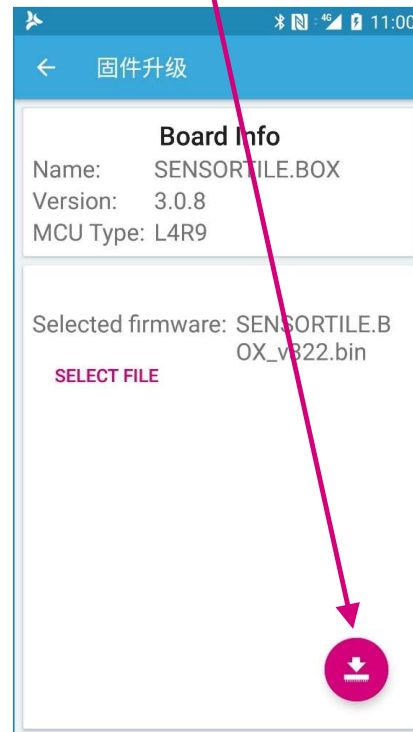 4G 11:00
固件升级
Board Info
Name: SENSORTILE.BOX
Version: 3.0.8
MCU Type: L4R9
Selected firmware: SENSORTILE.B
OX_v322.bin
SELECT FILE